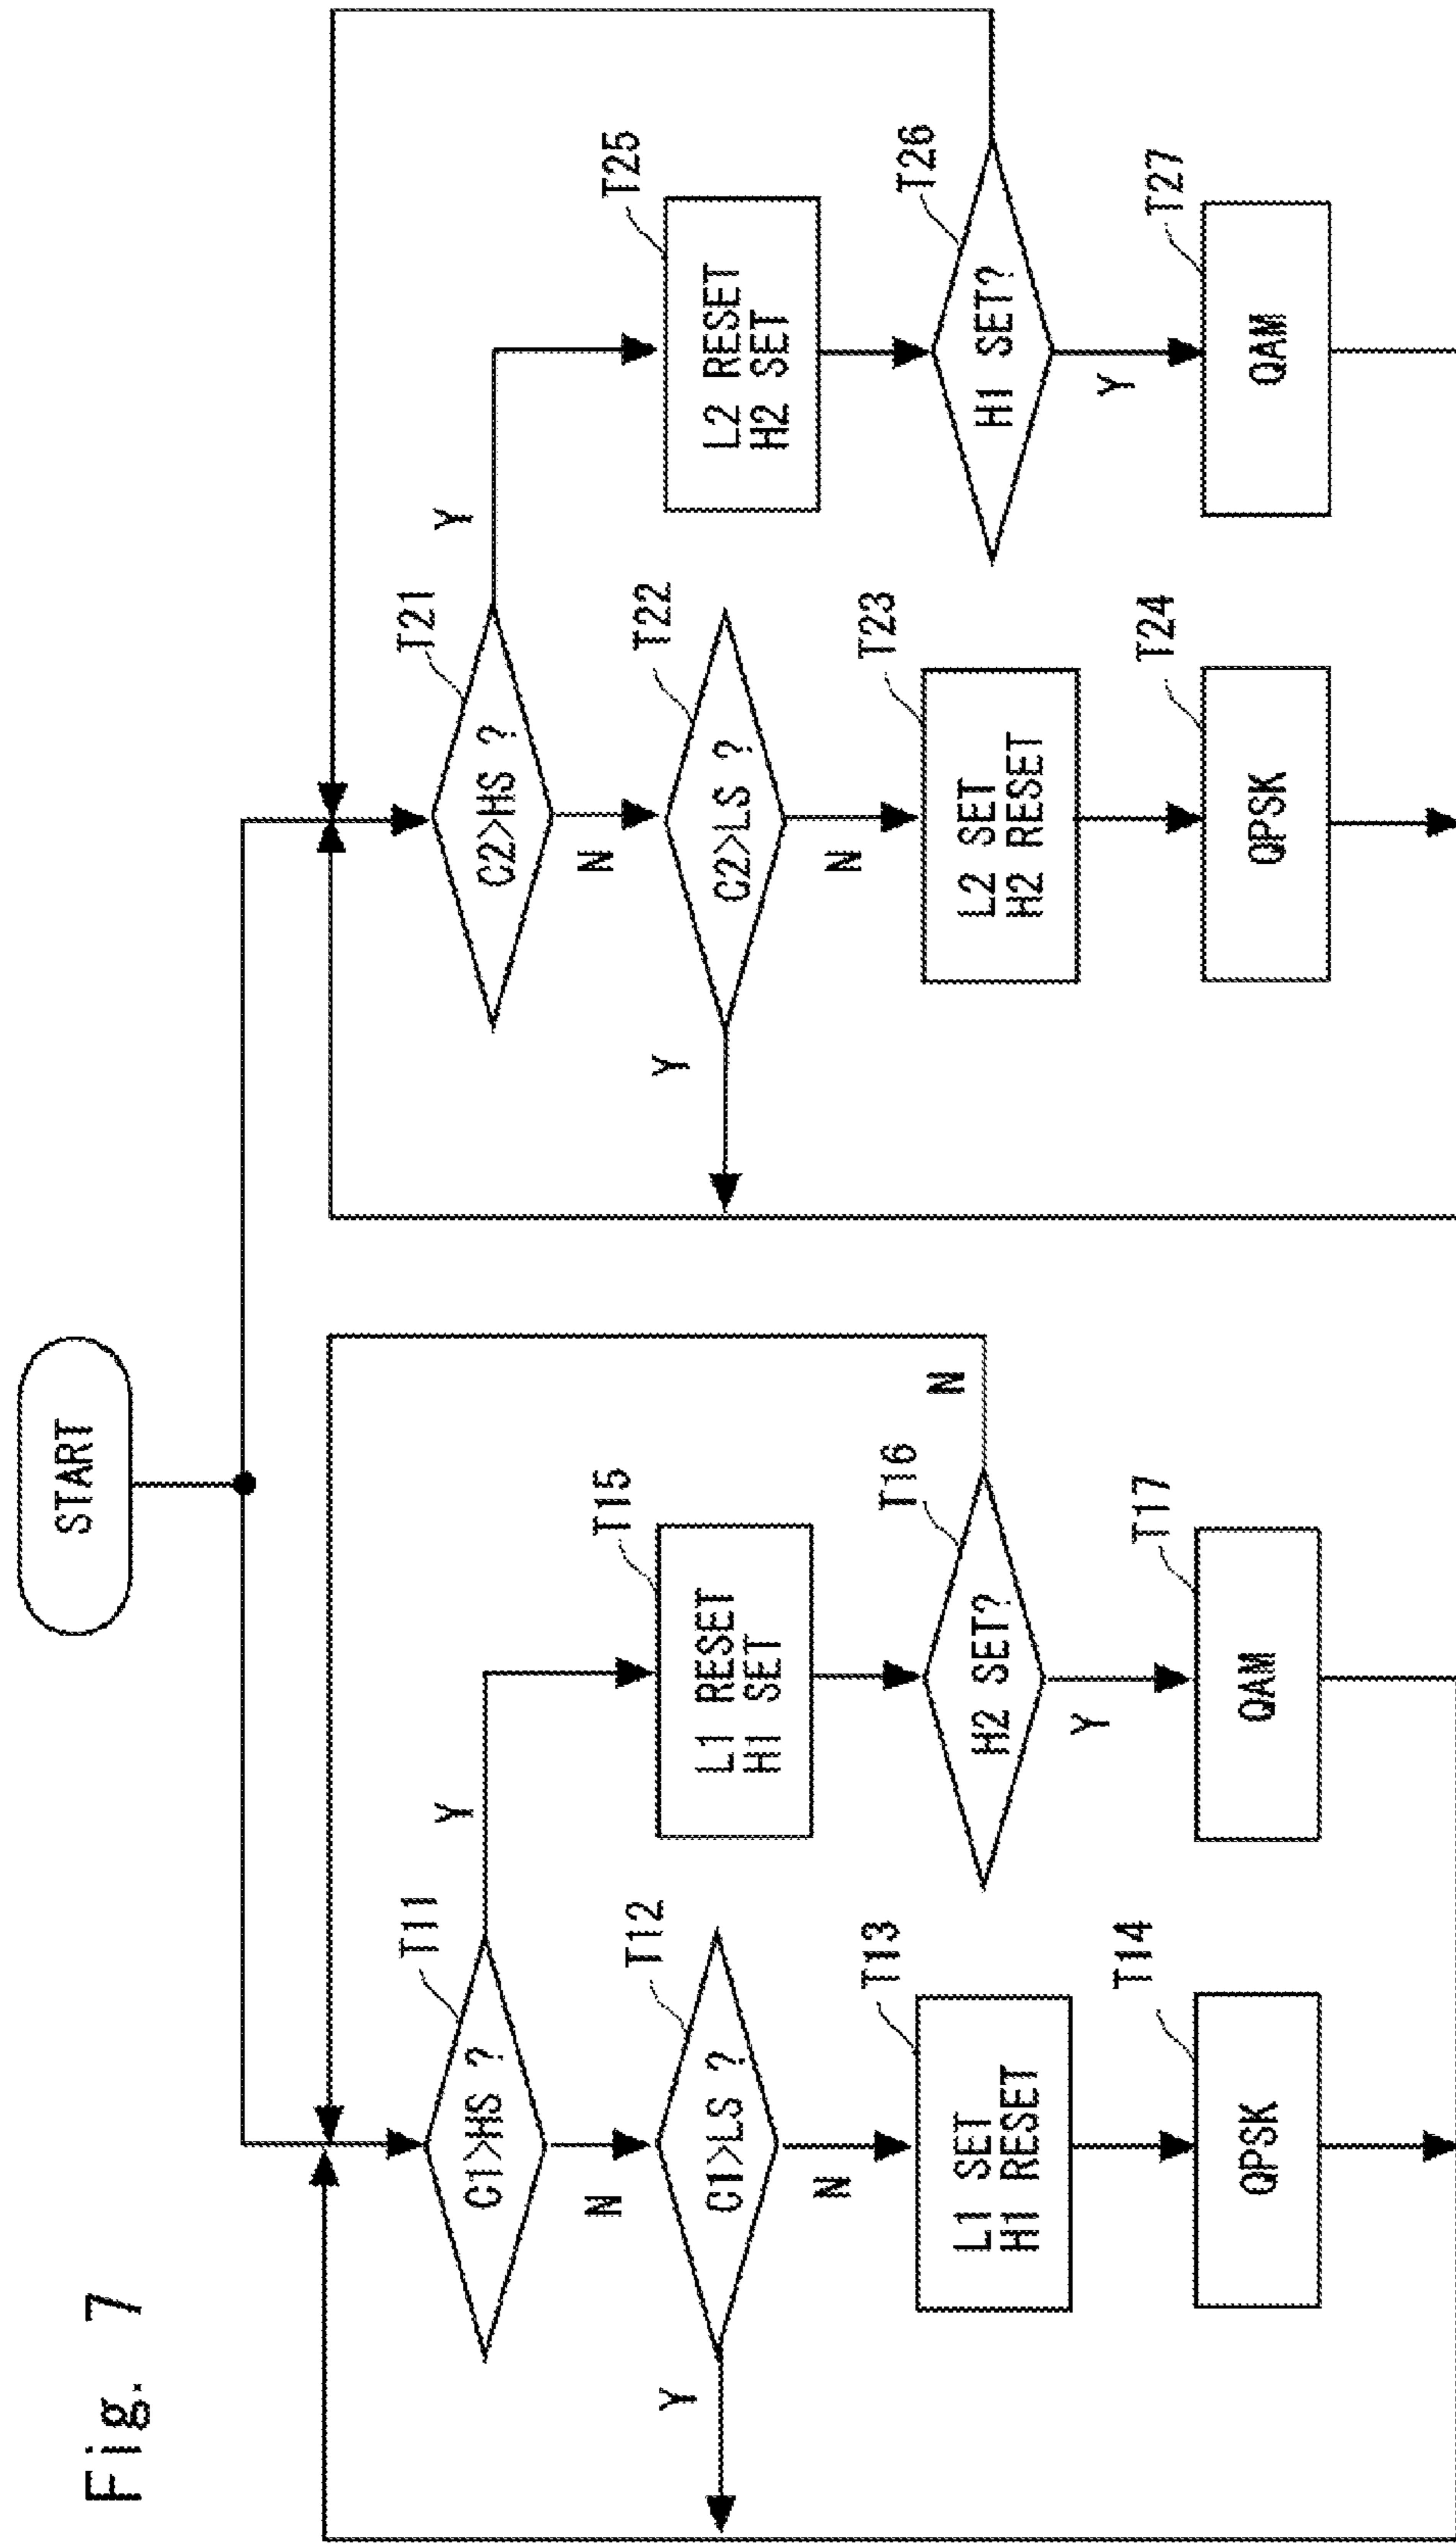 Fig. 7
START
T11
C1>HS ?
Y
N
T12
C1>LS ?
Y
N
T13
L1 SET
H1 RESET
T14
QPSK
T15
L1 RESET
H1 SET
T16
H2 SET?
N
Y
T17
QAM
T21
C2>HS ?
Y
N
T22
C2>LS ?
Y
N
T23
L2 SET
H2 RESET
T24
QPSK
T25
L2 RESET
H2 SET
T26
H1 SET?
Y
T27
QAM